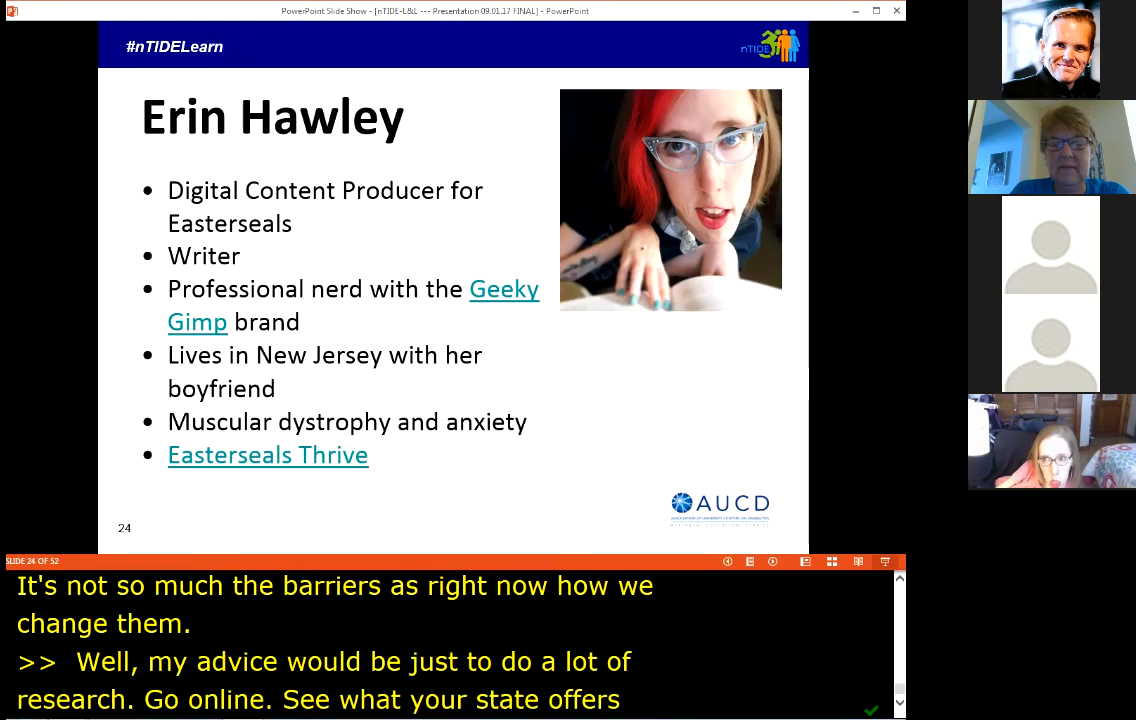 PowerPoint Slide Show - [nTIDE-L&L --- Presentation 09.01.17 FINAL] - PowerPoint
#nTIDELearn
nTIDE
Erin Hawley
• Digital Content Producer for
Easterseals
• Writer
• Professional nerd with the Geeky
Gimp brand
• Lives in New Jersey with her
boyfriend
• Muscular dystrophy and anxiety
• Easterseals Thrive
AUCD
24
SLIDE 24 OF 52
It's not so much the barriers as right now how we
change them.
>> Well, my advice would be just to do a lot of
research. Go online. See what your state offers